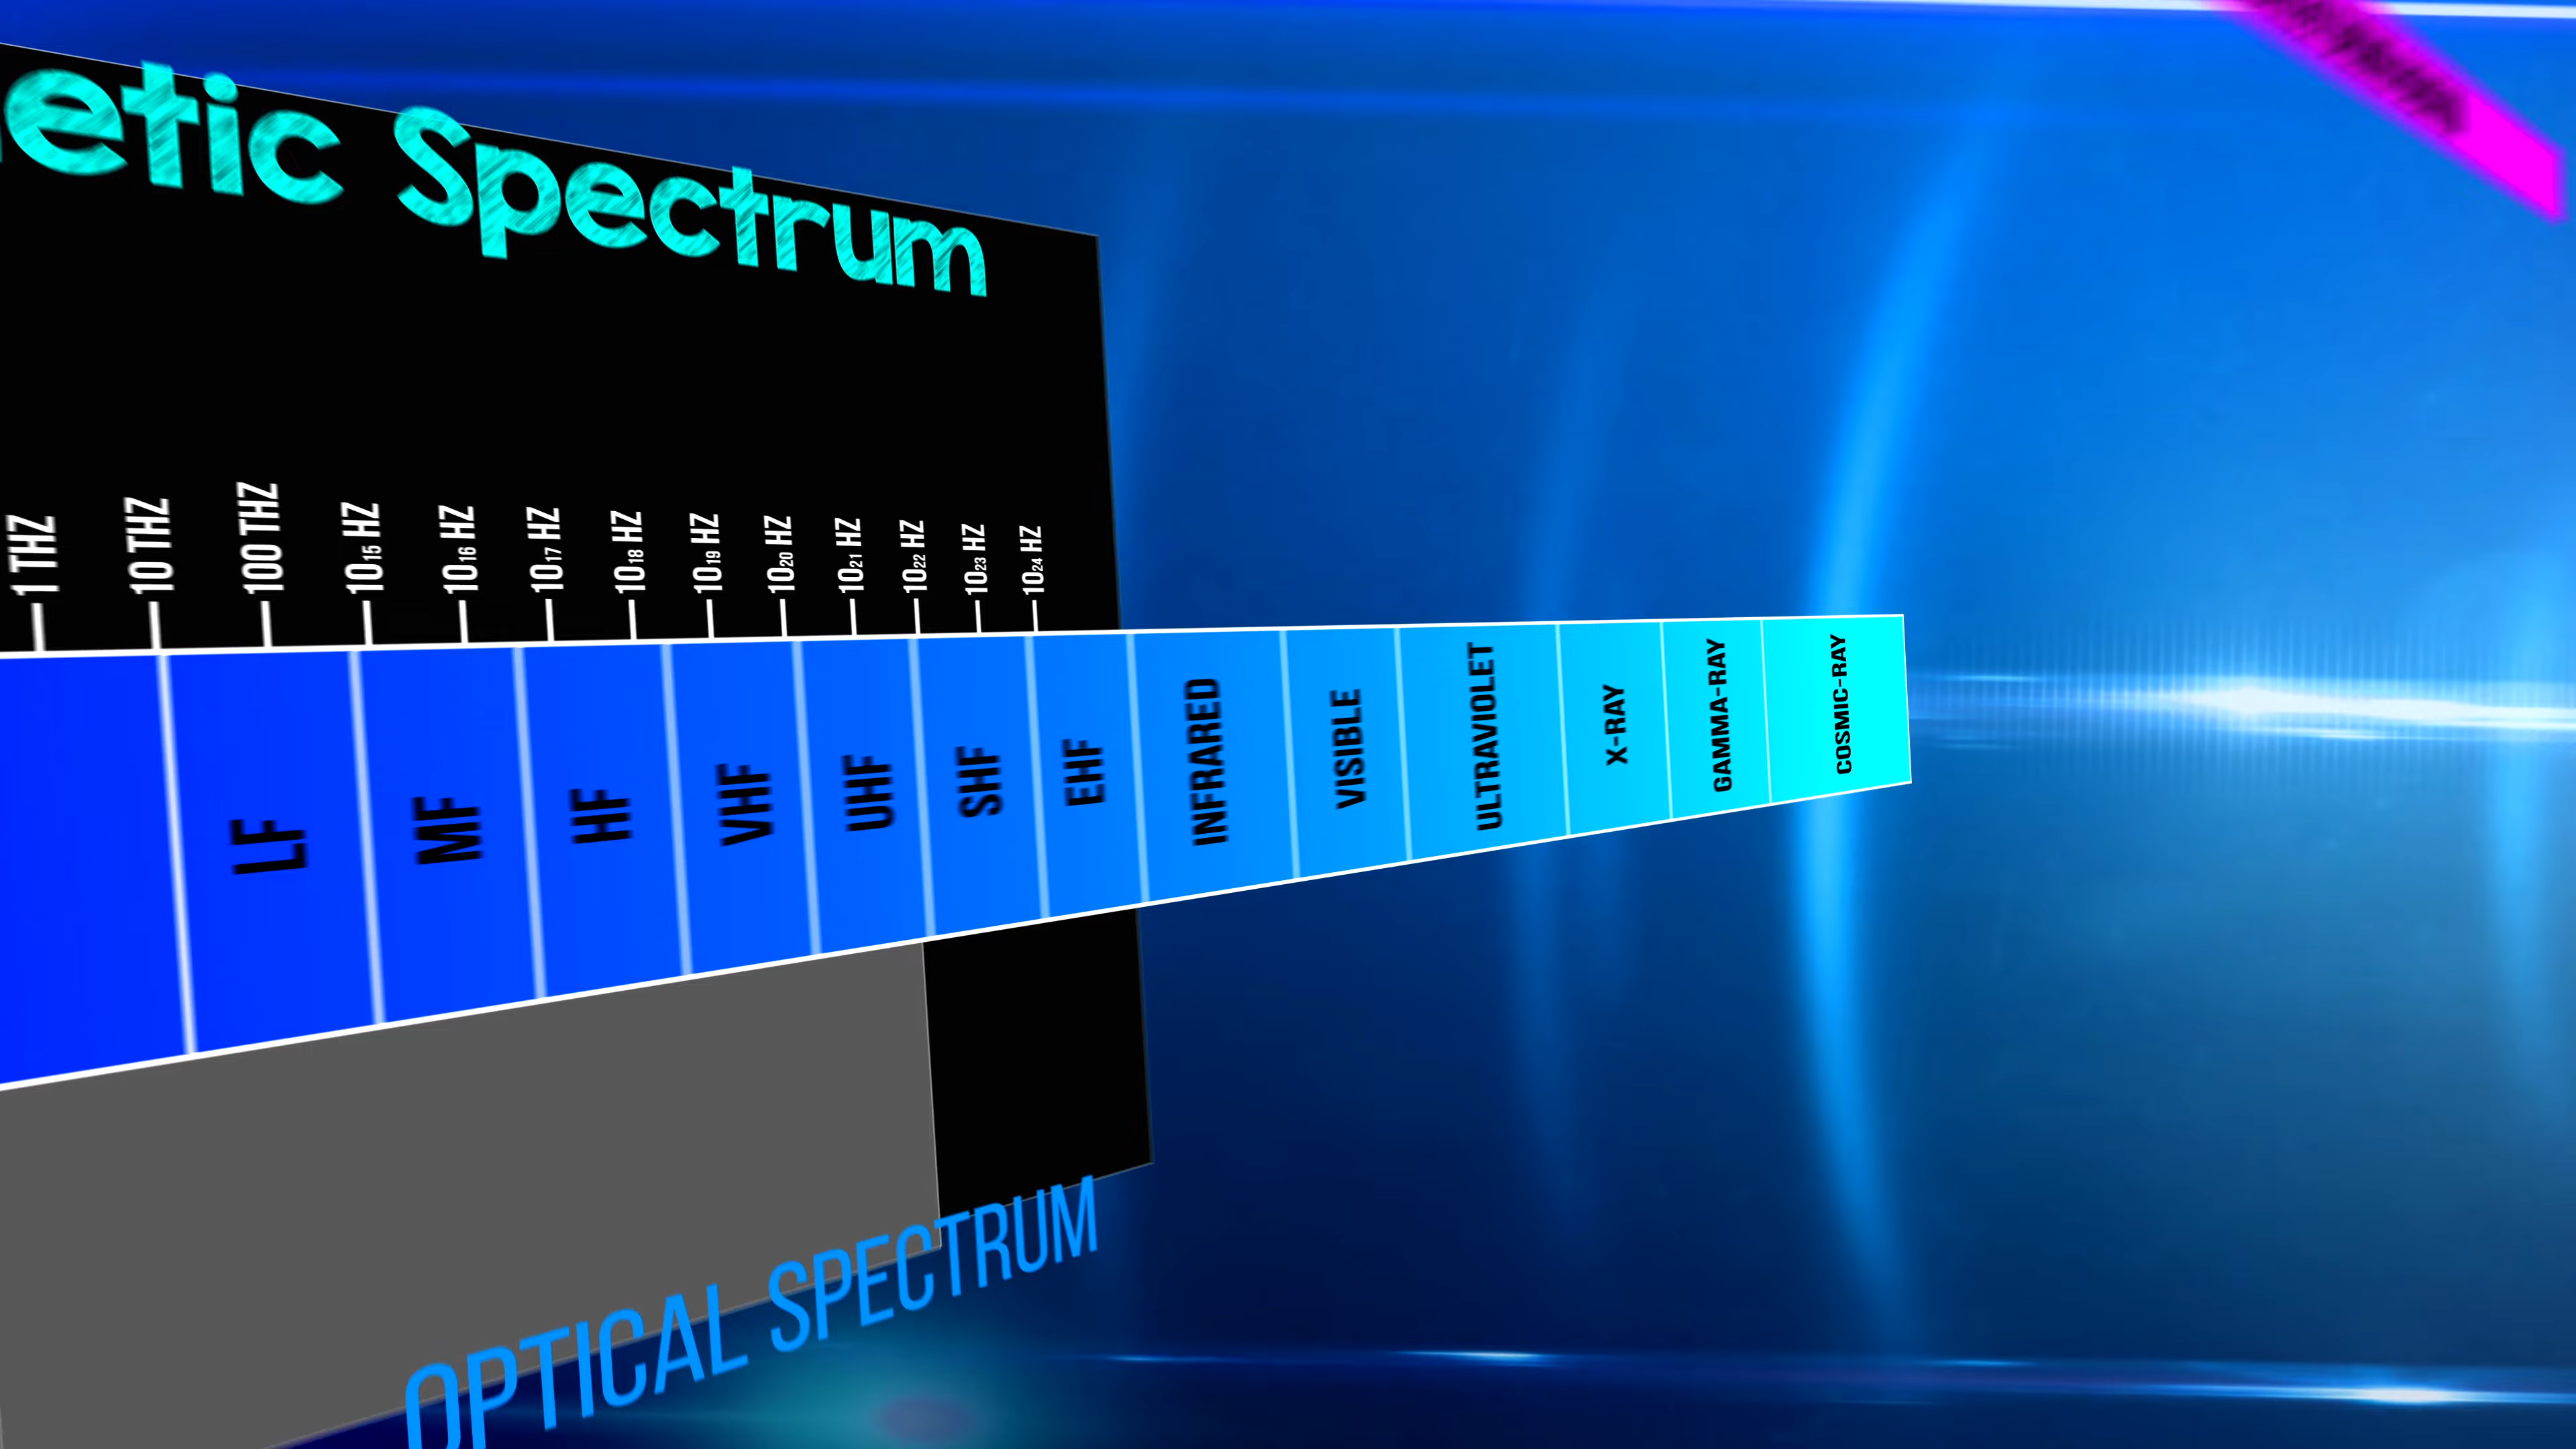 etic Spectrum
1 THZ
10 THZ
100 THZ
10₁₅ HZ
10₁₆ HZ
10₁₇ HZ
10₁₈ HZ
10₁₉ HZ
10₂₀ HZ
10₂₁ HZ
10₂₂ HZ
10₂₃ HZ
10₂₄ HZ
LF
MF
HF
VHF
UHF
SHF
EHF
INFRARED
VISIBLE
ULTRAVIOLET
X-RAY
GAMMA-RAY
COSMIC-RAY
OPTICAL SPECTRUM